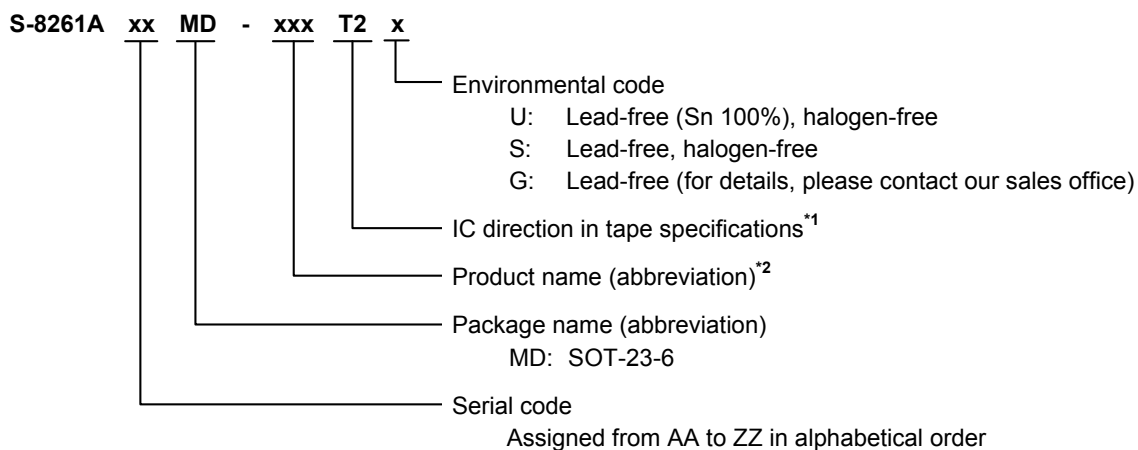 S-8261A xx MD - xxx T2 x
Environmental code
U: Lead-free (Sn 100%), halogen-free
S: Lead-free, halogen-free
G: Lead-free (for details, please contact our sales office)
IC direction in tape specifications*1
Product name (abbreviation)*2
Package name (abbreviation)
MD: SOT-23-6
Serial code
Assigned from AA to ZZ in alphabetical order